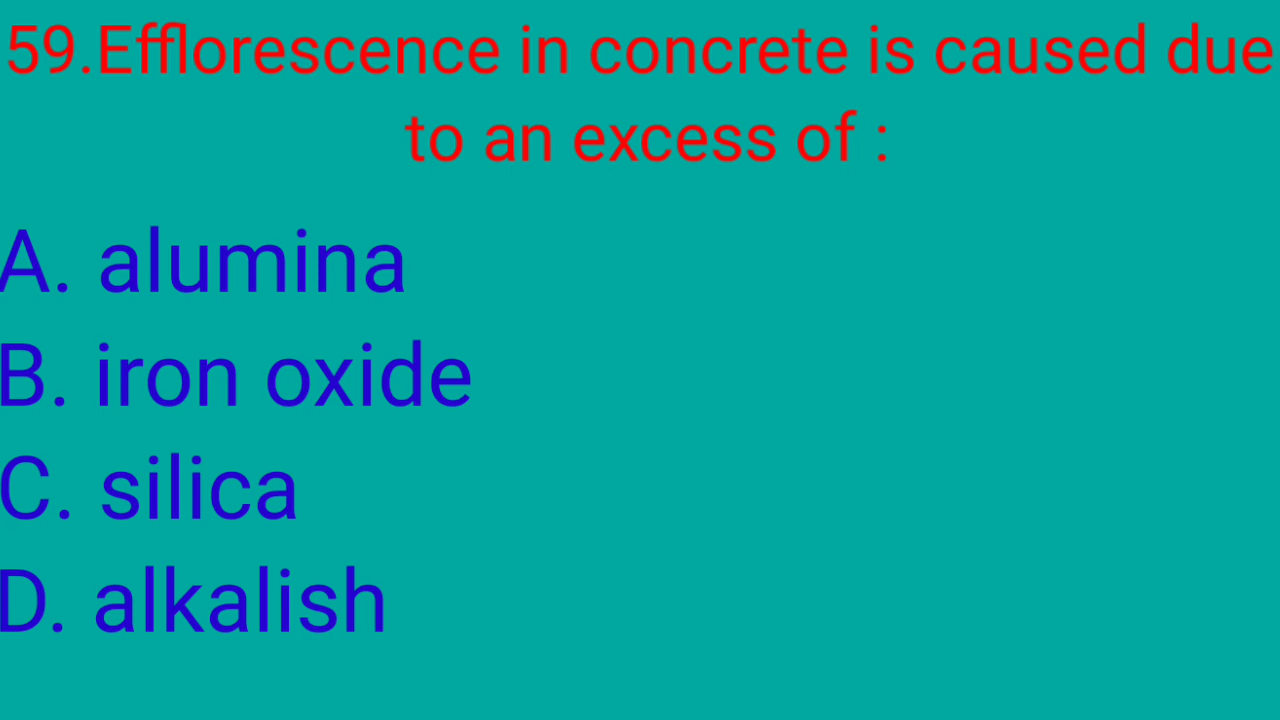 59.Efflorescence in concrete is caused due
to an excess of :
A. alumina
B. iron oxide
C. silica
D. alkalish